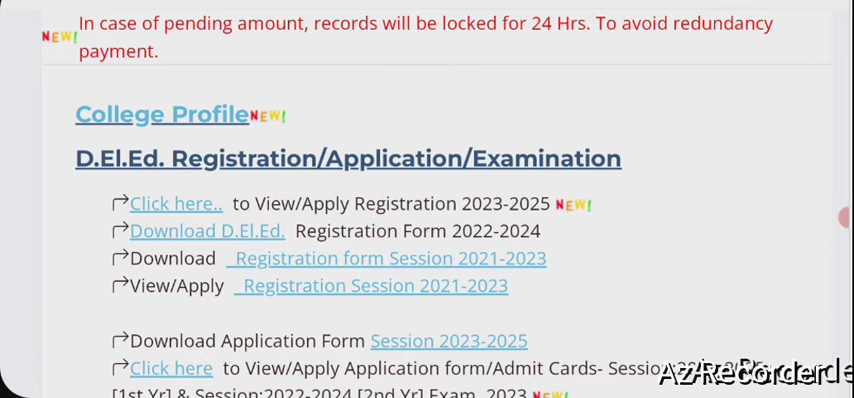 In case of pending amount, records will be locked for 24 Hrs. To avoid redundancy
NEW! payment.
College Profile NEW!
D.El.Ed. Registration/Application/Examination
Click here.. to View/Apply Registration 2023-2025 NEW!
Download D.El.Ed. Registration Form 2022-2024
Download Registration form Session 2021-2023
View/Apply Registration Session 2021-2023
Download Application Form Session 2023-2025
Click here to View/Apply Application form/Admit Cards- Session
[1st Yr] & Session:2022-2024 [2nd Yr] Exam, 2023 NEW!
AZ Recorder